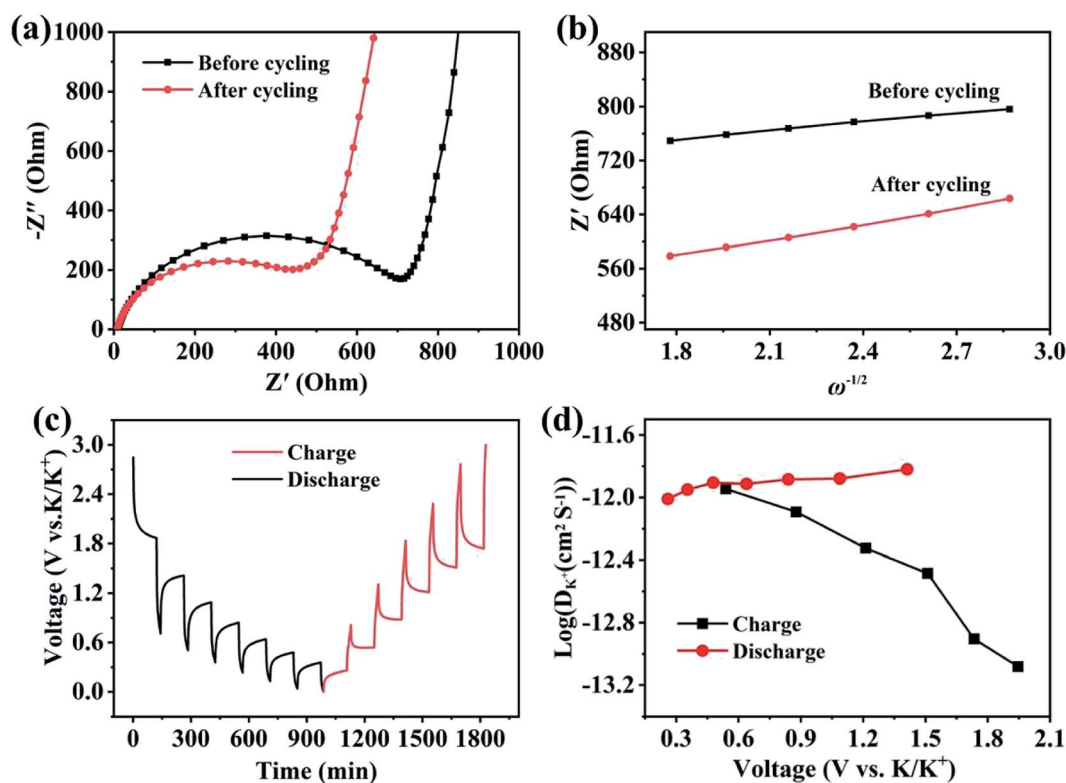 (a)
1000
800
600
400
200
0
-Z″ (Ohm)
Before cycling
After cycling
0 200 400 600 800 1000
Z′ (Ohm)
(b)
800
720
640
560
480
Z′ (Ohm)
Before cycling
After cycling
1.8 2.1 2.4 2.7 3.0
ω⁻¹/²
(c)
3.0
2.4
1.8
1.2
0.6
0.0
Voltage (V vs.K/K⁺)
Charge
Discharge
0 300 600 900 1200 1500 1800
Time (min)
(d)
-11.6
-12.0
-12.4
-12.8
-13.2
Log(D_K⁺(cm² S⁻¹))
Charge
Discharge
0.3 0.6 0.9 1.2 1.5 1.8 2.1
Voltage (V vs. K/K⁺)